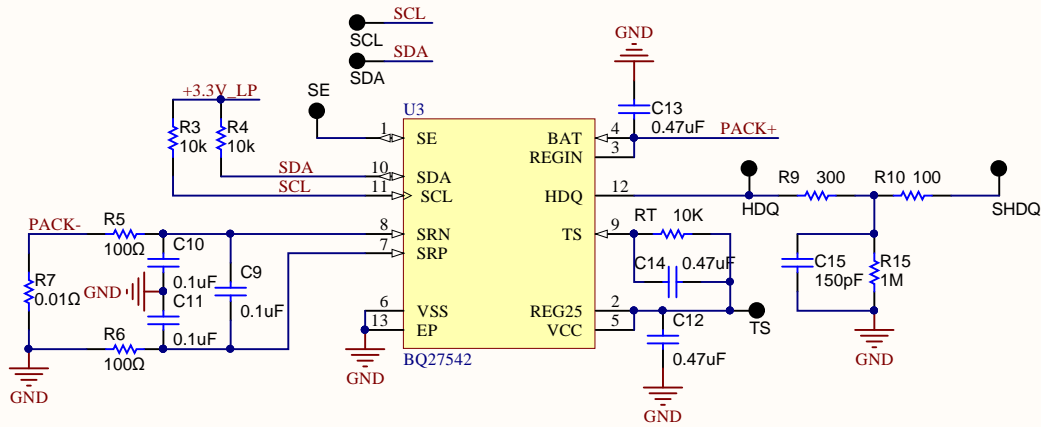 SCL
SCL
SDA
SDA
GND
+3.3V_LP
SE
U3
C13
0.47uF
R3
10k
R4
10k
1
SE
BAT
4
PACK+
REGIN
3
SDA
10
SDA
SCL
11
SCL
HDQ
12
HDQ
R9
300
R10
100
SHDQ
PACK-
R5
100Ω
8
SRN
7
SRP
TS
9
RT
10K
C10
0.1uF
C9
0.1uF
C14
0.47uF
C15
150pF
R15
1M
R7
0.01Ω
GND
C11
0.1uF
6
VSS
13
EP
REG25
2
VCC
5
TS
C12
0.47uF
R6
100Ω
BQ27542
GND
GND
GND
GND